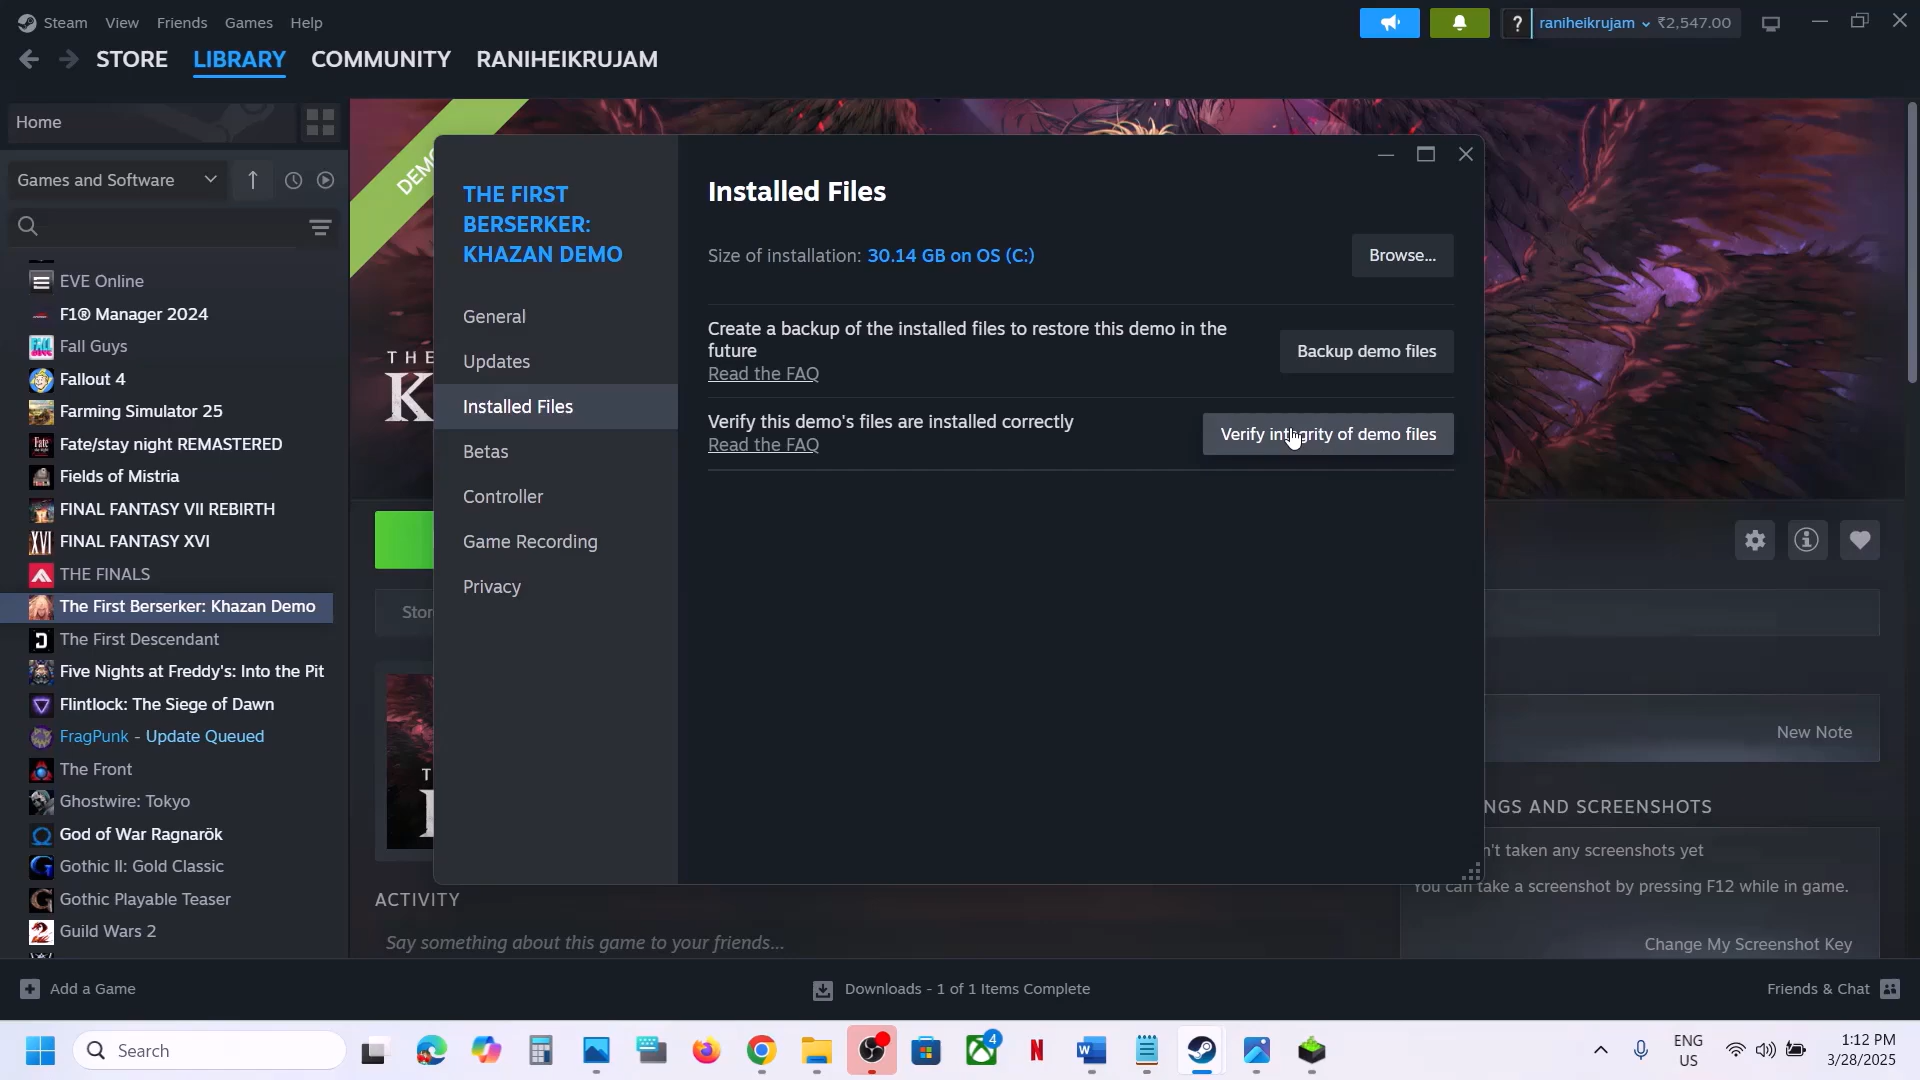 Steam View Friends Games Help
raniheikrujam ₹2,547.00
STORE LIBRARY COMMUNITY RANIHEIKRUJAM
Home
Games and Software
EVE Online
F1® Manager 2024
Fall Guys
Fallout 4
Farming Simulator 25
Fate/stay night REMASTERED
Fields of Mistria
FINAL FANTASY VII REBIRTH
FINAL FANTASY XVI
THE FINALS
The First Berserker: Khazan Demo
The First Descendant
Five Nights at Freddy's: Into the Pit
Flintlock: The Siege of Dawn
FragPunk - Update Queued
The Front
Ghostwire: Tokyo
God of War Ragnarök
Gothic II: Gold Classic
Gothic Playable Teaser
Guild Wars 2
DEMO
THE
K
THE FIRST
BERSERKER:
KHAZAN DEMO
General
Updates
Installed Files
Betas
Controller
Game Recording
Privacy
Installed Files
Size of installation: 30.14 GB on OS (C:)
Browse...
Create a backup of the installed files to restore this demo in the
future
Read the FAQ
Backup demo files
Verify this demo's files are installed correctly
Read the FAQ
Verify integrity of demo files
Stor
New Note
NGS AND SCREENSHOTS
n't taken any screenshots yet
You can take a screenshot by pressing F12 while in game.
Change My Screenshot Key
ACTIVITY
Say something about this game to your friends...
Add a Game
Downloads - 1 of 1 Items Complete
Friends & Chat
Search
4
ENG
US
1:12 PM
3/28/2025